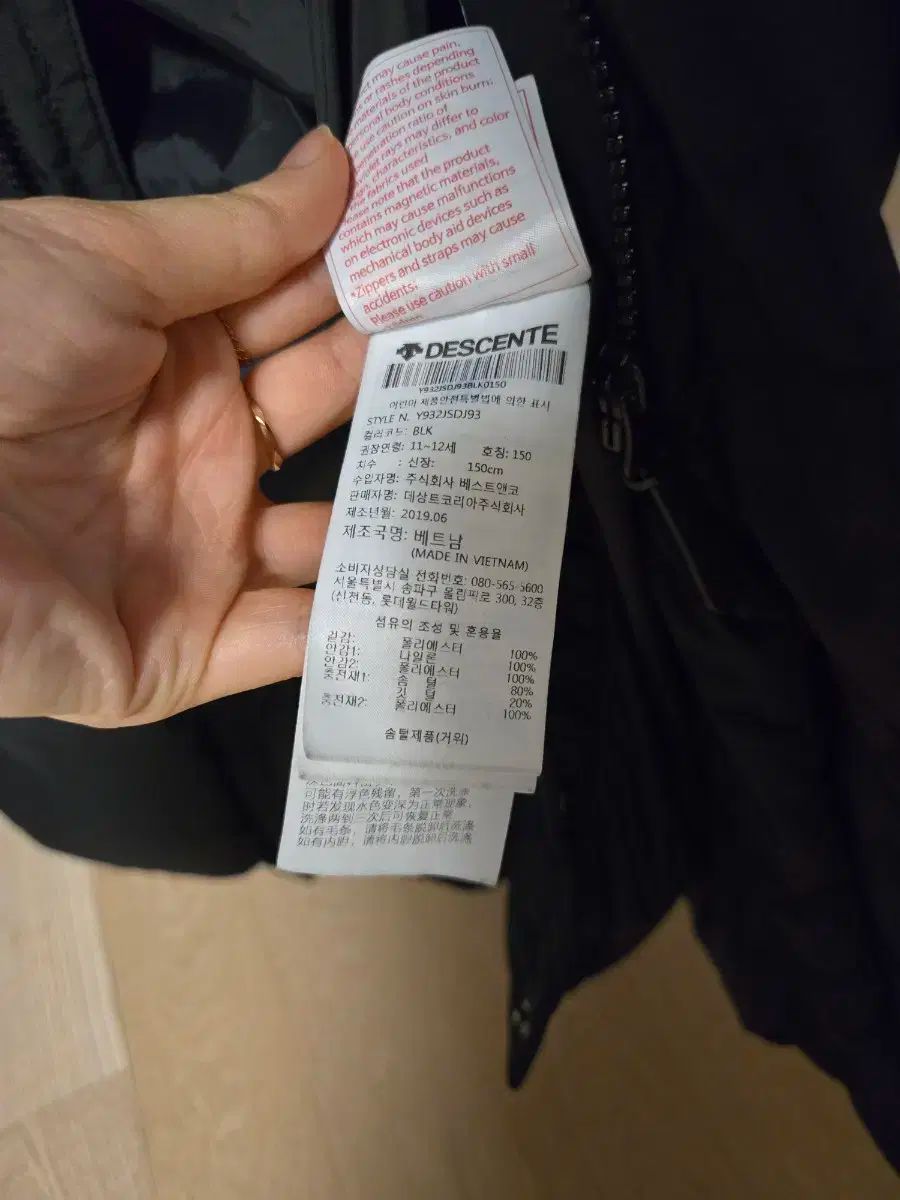 ct may cause pain,
or rashes depending
materials of the product
personal body conditions
use caution on skin burn:
penetration ratio of
rays may differ to
characteristics, and color
fabrics used
note that the product
contains magnetic materials,
which may cause malfunctions
on electronic devices such as
mechanical body aid devices
*Zippers and straps may cause
accidents.
Please use caution with small
DESCENTE
Y932JSDJ93BLK0150
어린이 제품안전특별법에 의한 표시
STYLE N. Y932JSDJ93
컬러코드: BLK
권장연령: 11~12세 호칭: 150
치수 : 신장: 150cm
수입자명: 주식회사 베스트앤코
판매자명: 데상트코리아주식회사
제조년월: 2019.06
제조국명: 베트남
(MADE IN VIETNAM)
소비자상담실 전화번호: 080-565-5600
서울특별시 송파구 올림픽로 300, 32층
(신천동, 롯데월드타워)
섬유의 조성 및 혼용율
겉감: 폴리에스터 100%
안감1: 나일론 100%
안감2: 폴리에스터 100%
충전재1: 솜 털 80%
깃 털 20%
충전재2: 폴리에스터 100%
솜털제품(거위)
可能有浮色残留，第一次洗涤
时若发现水色变深为正常现象，
洗涤两到三次后可恢复正常
如有毛条，请将毛条脱卸后洗涤
如有内胆，请将内胆脱卸后洗涤